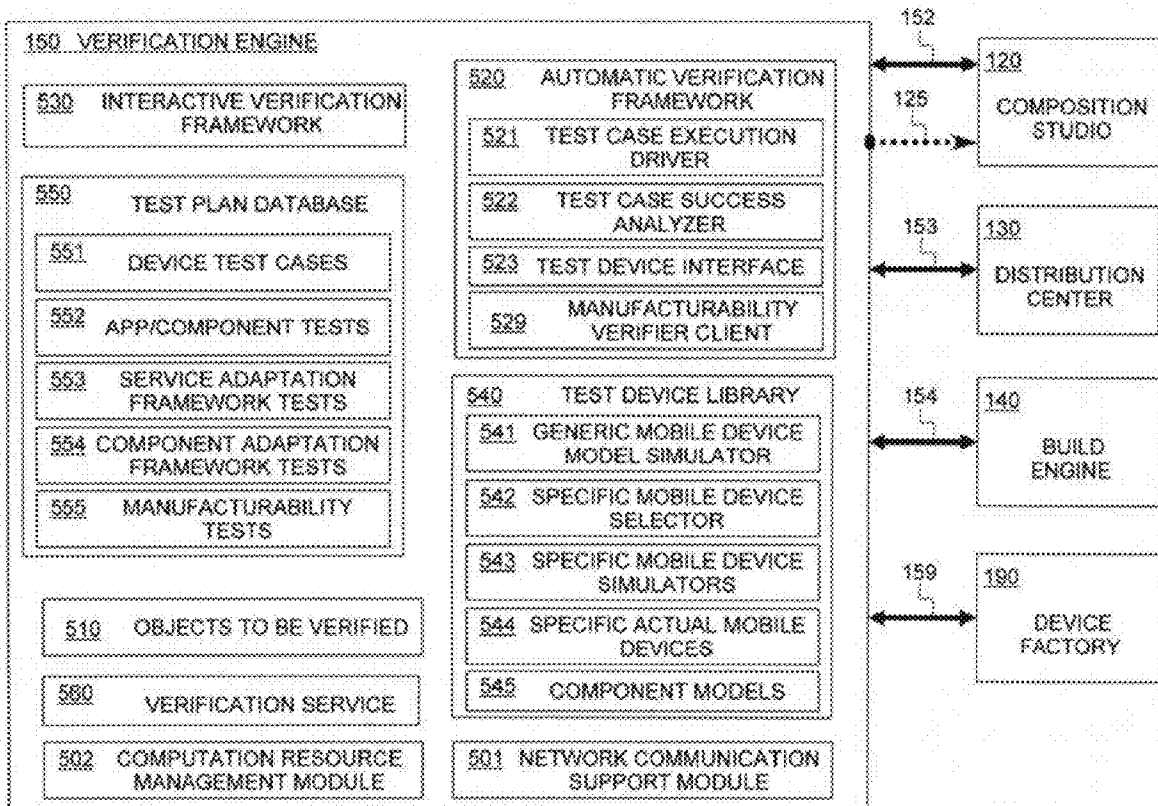 150 VERIFICATION ENGINE
530 INTERACTIVE VERIFICATION
FRAMEWORK
550
TEST PLAN DATABASE
551
DEVICE TEST CASES
552
APP/COMPONENT TESTS
553 SERVICE ADAPTATION
FRAMEWORK TESTS
554 COMPONENT ADAPTATION
FRAMEWORK TESTS
555 MANUFACTURABILITY
TESTS
510 OBJECTS TO BE VERIFIED
560 VERIFICATION SERVICE
502 COMPUTATION RESOURCE
MANAGEMENT MODULE
520 AUTOMATIC VERIFICATION
FRAMEWORK
521 TEST CASE EXECUTION
DRIVER
522 TEST CASE SUCCESS
ANALYZER
523 TEST DEVICE INTERFACE
529 MANUFACTURABILITY
VERIFIER CLIENT
540 TEST DEVICE LIBRARY
541 GENERIC MOBILE DEVICE
MODEL SIMULATOR
542 SPECIFIC MOBILE DEVICE
SELECTOR
543 SPECIFIC MOBILE DEVICE
SIMULATORS
544 SPECIFIC ACTUAL MOBILE
DEVICES
545 COMPONENT MODELS
501 NETWORK COMMUNICATION
SUPPORT MODULE
152
125
153
154
159
120
COMPOSITION
STUDIO
130
DISTRIBUTION
CENTER
140
BUILD
ENGINE
190
DEVICE
FACTORY